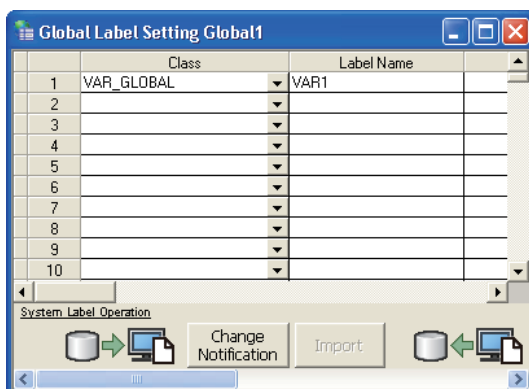 Global Label Setting Global1
Class Label Name
1 VAR_GLOBAL VAR1
2
3
4
5
6
7
8
9
10
System Label Operation
Change
Notification
Import